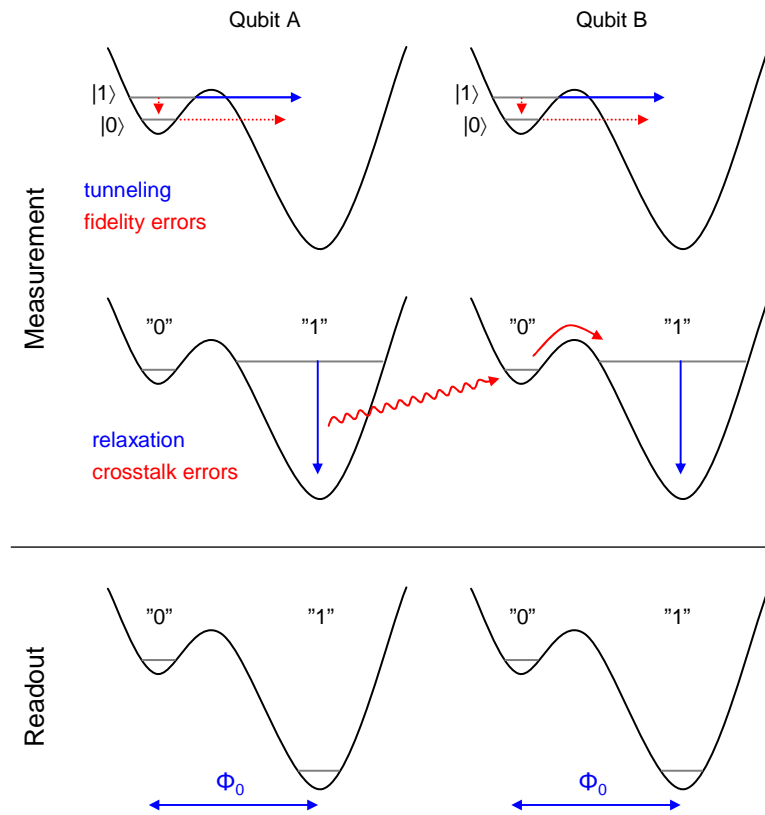 Qubit A
Qubit B
Measurement
|1⟩
|0⟩
|1⟩
|0⟩
tunneling
fidelity errors
”0”
”1”
”0”
”1”
relaxation
crosstalk errors
Readout
”0”
”1”
”0”
”1”
Φ₀
Φ₀